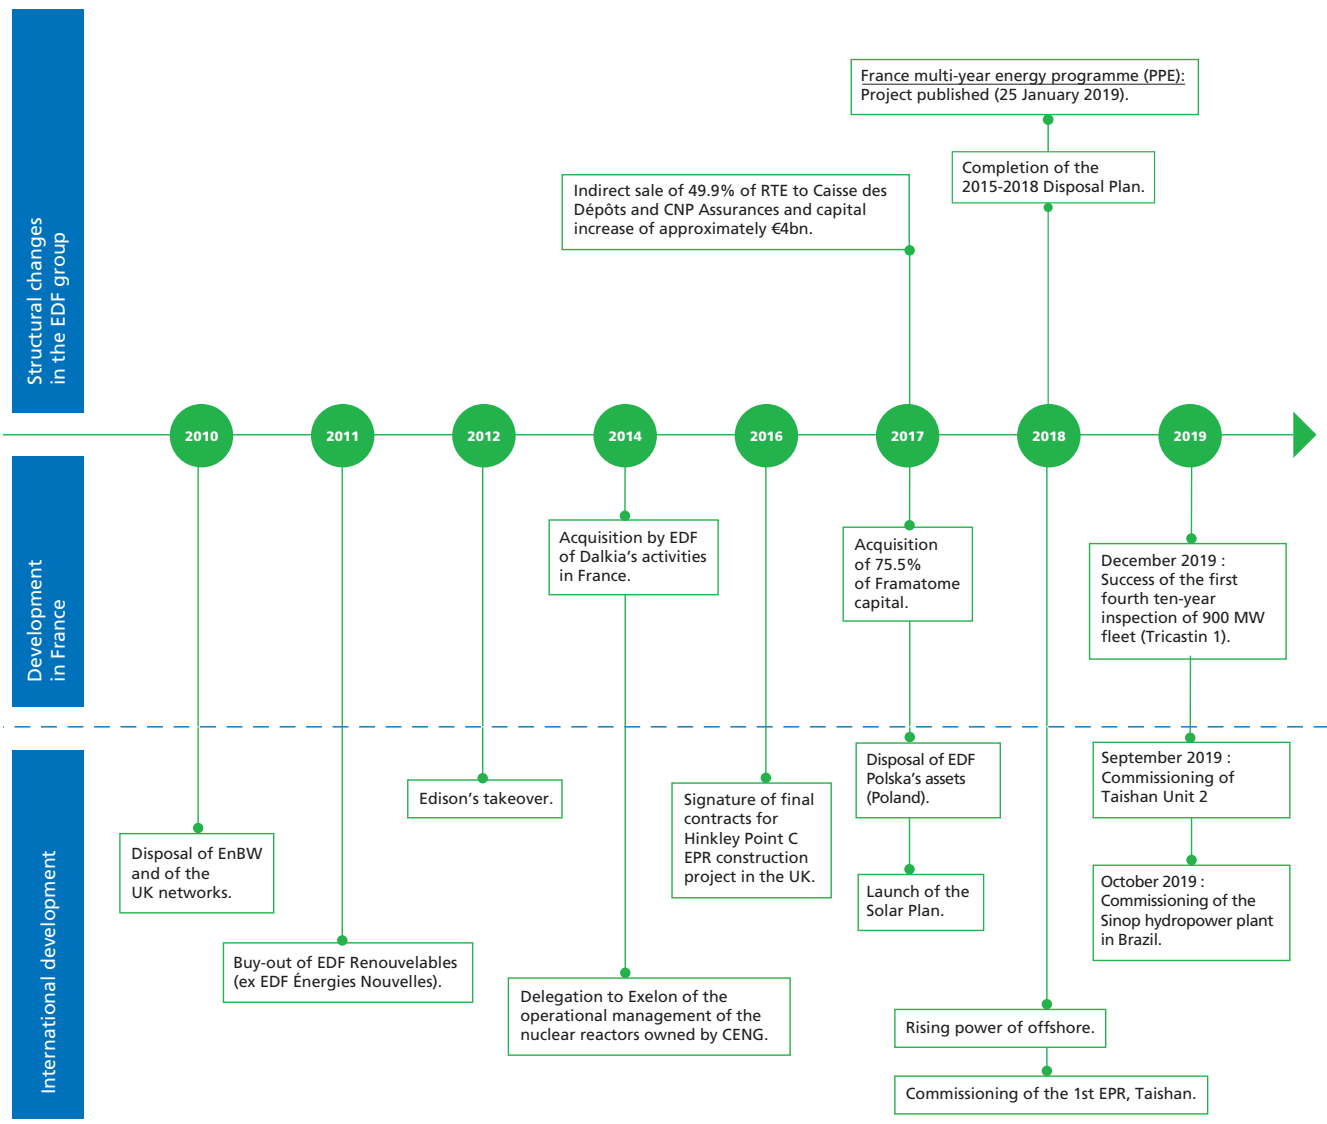 Structural changes
in the EDF group
France multi-year energy programme (PPE):
Project published (25 January 2019).
Completion of the
2015-2018 Disposal Plan.
Indirect sale of 49.9% of RTE to Caisse des
Dépôts and CNP Assurances and capital
increase of approximately €4bn.
2010
2011
2012
2014
2016
2017
2018
2019
Development
in France
Acquisition by EDF
of Dalkia’s activities
in France.
Acquisition
of 75.5%
of Framatome
capital.
December 2019 :
Success of the first
fourth ten-year
inspection of 900 MW
fleet (Tricastin 1).
International development
Disposal of EnBW
and of the
UK networks.
Buy-out of EDF Renouvelables
(ex EDF Énergies Nouvelles).
Edison’s takeover.
Delegation to Exelon of the
operational management of the
nuclear reactors owned by CENG.
Signature of final
contracts for
Hinkley Point C
EPR construction
project in the UK.
Disposal of EDF
Polska’s assets
(Poland).
Launch of the
Solar Plan.
Rising power of offshore.
Commissioning of the 1st EPR, Taishan.
September 2019 :
Commissioning of
Taishan Unit 2
October 2019 :
Commissioning of the
Sinop hydropower plant
in Brazil.